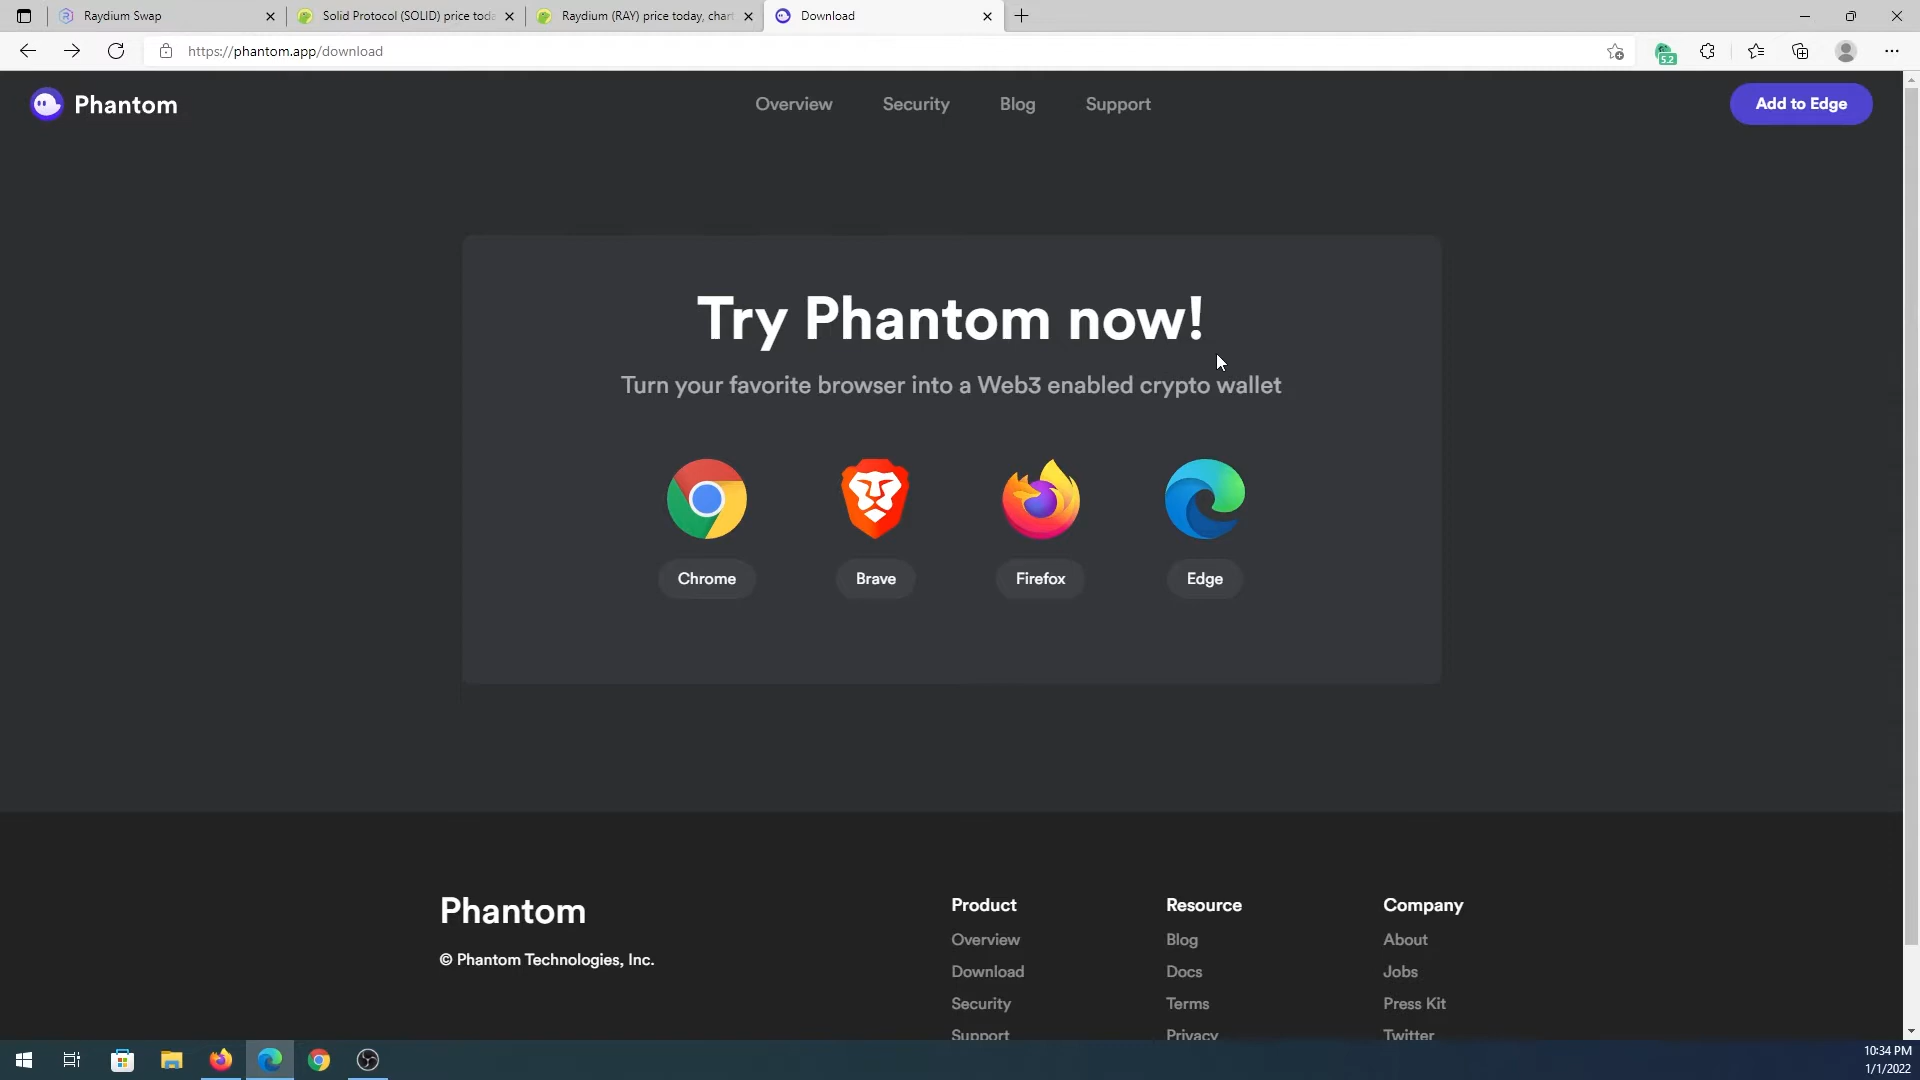 Raydium Swap
Solid Protocol (SOLID) price toda
Raydium (RAY) price today, chart
Download
https://phantom.app/download
5.2
Phantom
Overview
Security
Blog
Support
Add to Edge
Try Phantom now!
Turn your favorite browser into a Web3 enabled crypto wallet
Chrome
Brave
Firefox
Edge
Phantom
© Phantom Technologies, Inc.
Product
Overview
Download
Security
Support
Resource
Blog
Docs
Terms
Privacy
Company
About
Jobs
Press Kit
Twitter
10:34 PM
1/1/2022